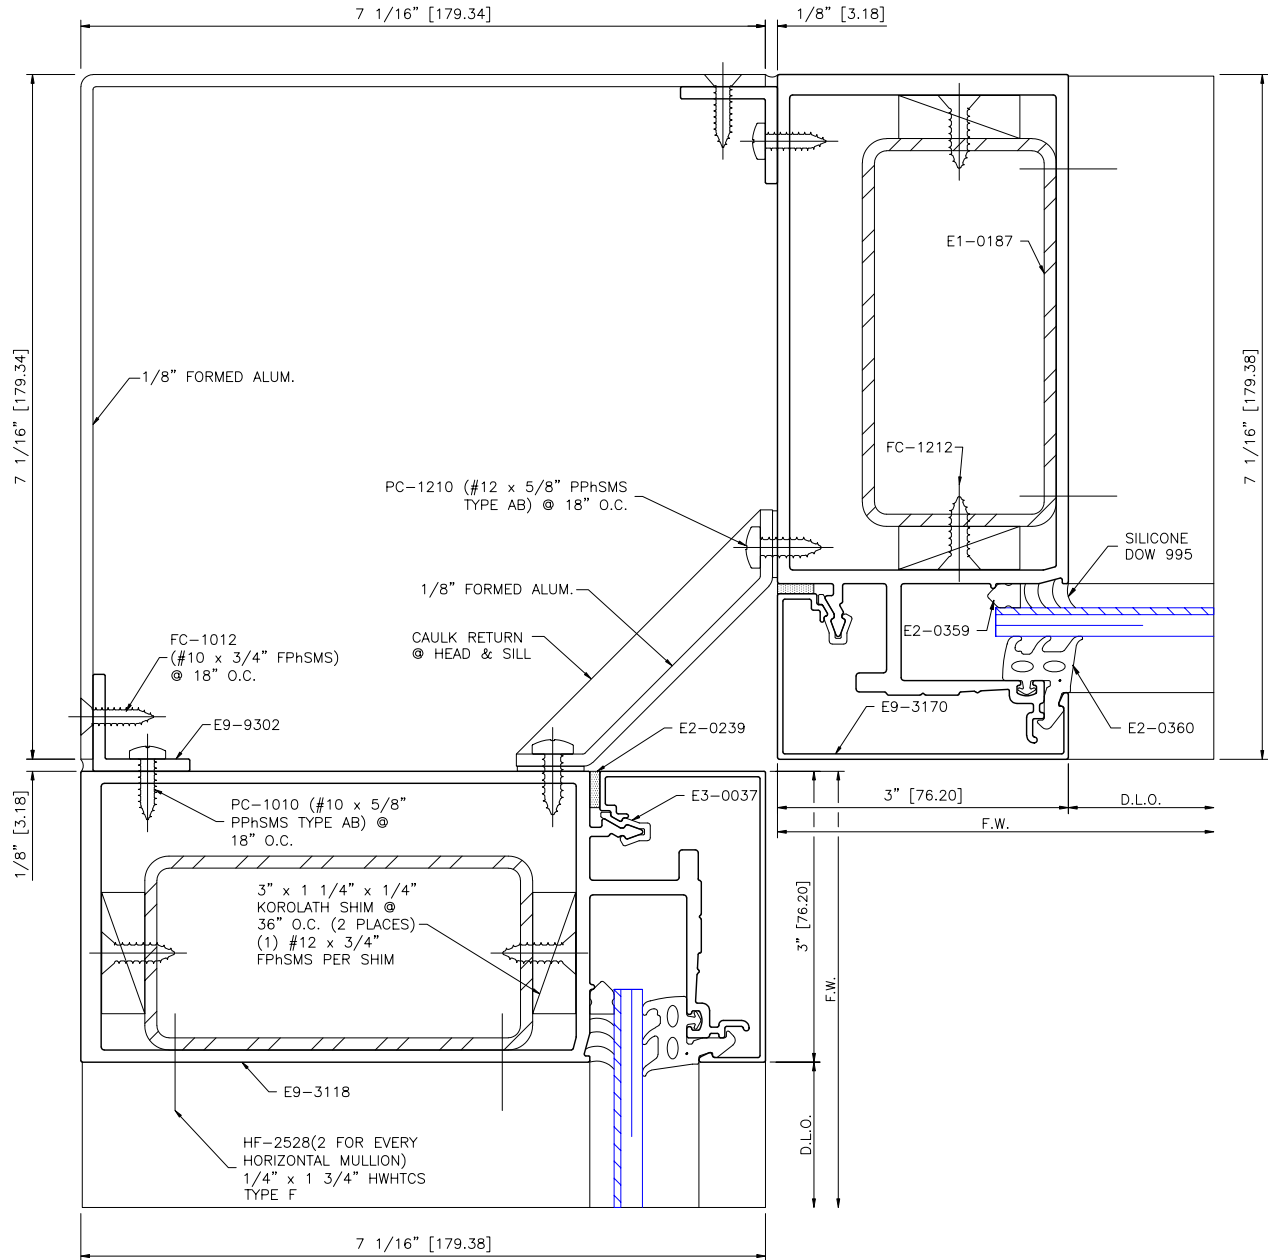 7 1/16" [179.34]
1/8" [3.18]
E1-0187
7 1/16" [179.34]
1/8" FORMED ALUM.
7 1/16" [179.38]
FC-1212
PC-1210 (#12 x 5/8" PPhSMS
TYPE AB) @ 18" O.C.
SILICONE
DOW 995
1/8" FORMED ALUM.
E2-0359
FC-1012
(#10 x 3/4" FPhSMS)
@ 18" O.C.
CAULK RETURN
@ HEAD & SILL
E9-3170
E9-9302
E2-0239
E2-0360
E3-0037
3" [76.20]
D.L.O.
F.W.
1/8" [3.18]
PC-1010 (#10 x 5/8"
PPhSMS TYPE AB) @
18" O.C.
3" x 1 1/4" x 1/4"
KOROLATH SHIM @
36" O.C. (2 PLACES)
(1) #12 x 3/4"
FPhSMS PER SHIM
3" [76.20]
F.W.
E9-3118
D.L.O.
HF-2528(2 FOR EVERY
HORIZONTAL MULLION)
1/4" x 1 3/4" HWHTCS
TYPE F
7 1/16" [179.38]